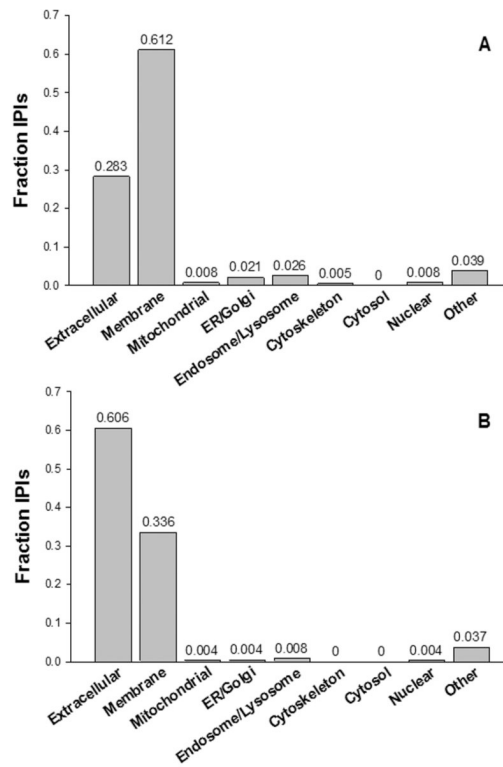 A
Fraction IPIs
0.7
0.6
0.5
0.4
0.3
0.2
0.1
0.0
0.283
0.612
0.008
0.021
0.026
0.005
0
0.008
0.039
Extracellular
Membrane
Mitochondrial
ER/Golgi
Endosome/Lysosome
Cytoskeleton
Cytosol
Nuclear
Other
B
Fraction IPIs
0.7
0.6
0.5
0.4
0.3
0.2
0.1
0.0
0.606
0.336
0.004
0.004
0.008
0
0
0.004
0.037
Extracellular
Membrane
Mitochondrial
ER/Golgi
Endosome/Lysosome
Cytoskeleton
Cytosol
Nuclear
Other